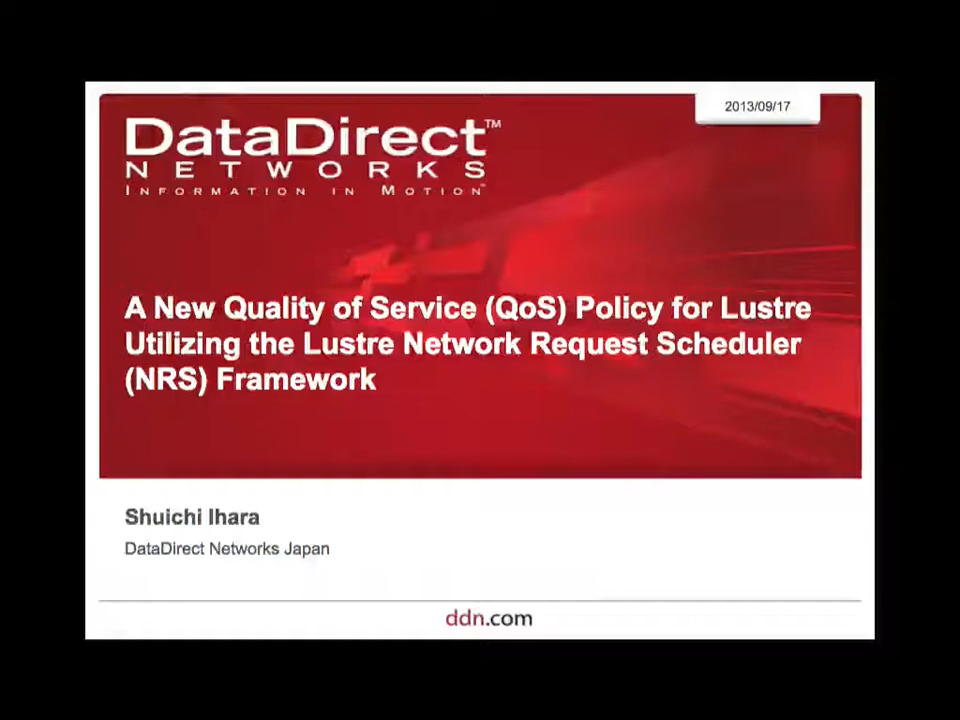 2013/09/17
DataDirect™
NETWORKS
INFORMATION IN MOTION™
A New Quality of Service (QoS) Policy for Lustre
Utilizing the Lustre Network Request Scheduler
(NRS) Framework
Shuichi Ihara
DataDirect Networks Japan
ddn.com